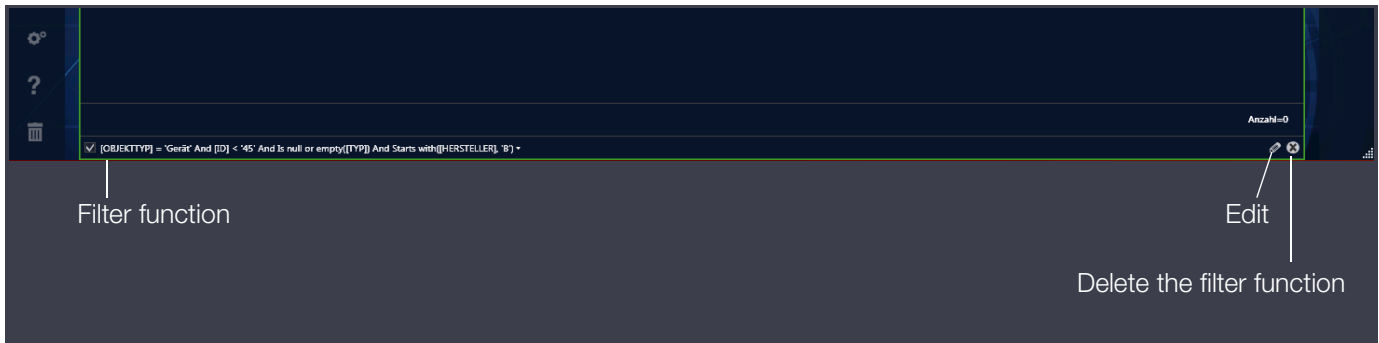 ?
Anzahl=0
[OBJEKTTYP] = 'Gerät' And [ID] < '45' And Is null or empty([TYP]) And Starts with([HERSTELLER], 'B')
Filter function
Edit
Delete the filter function